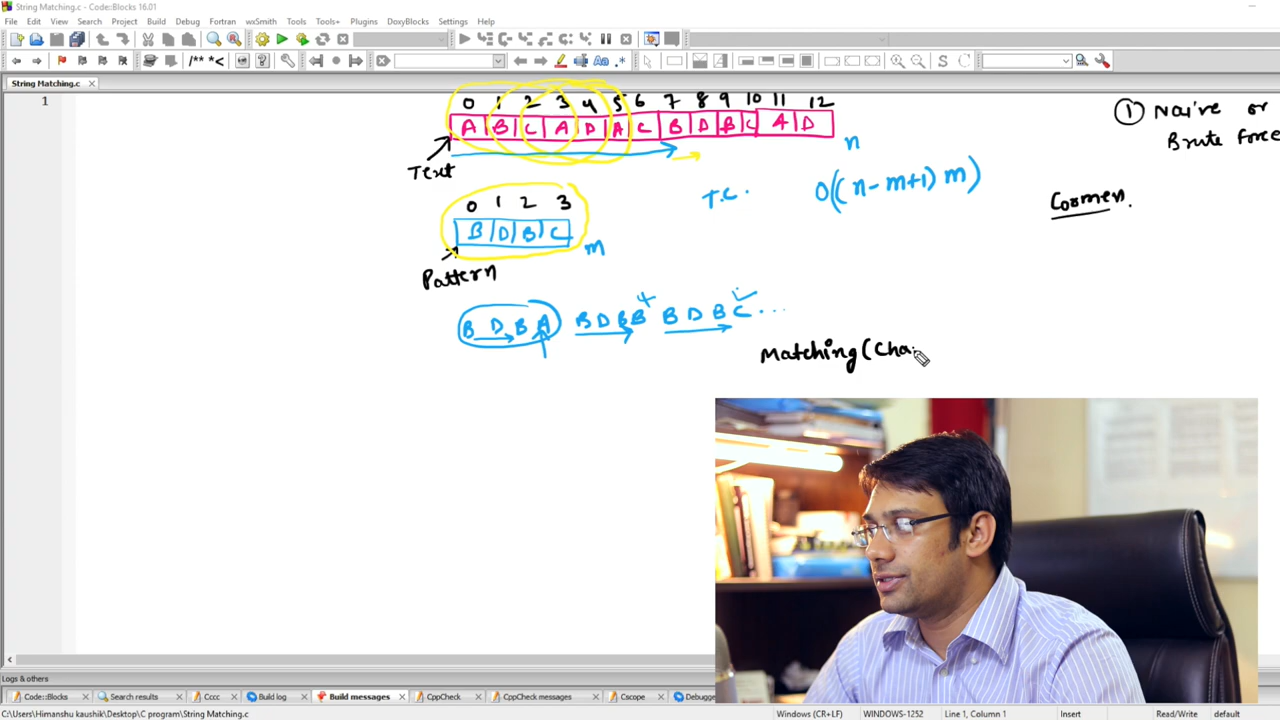 String Matching.c - Code::Blocks 16.01
File Edit View Search Project Build Debug Fortran wxSmith Tools Tools+ Plugins DoxyBlocks Settings Help
/** *<
Aa .* S C
String Matching.c ×
1
0 1 2 3 4 5 6 7 8 9 10 11 12
A B C A D A C B D B C A D
n
Text
① Naive or
Brute Force
T.C. O((n-m+1) m)
Coormen.
0 1 2 3
B D B C
m
Pattern
B D B A B D B B B D B C ...
Matching(Cha
Logs & others
Code::Blocks × Search results × Cccc × Build log × Build messages × CppCheck × CppCheck messages × Cscope × Debugger
C:\Users\Himanshu kaushik\Desktop\C program\String Matching.c Windows (CR+LF) WINDOWS-1252 Line 1, Column 1 Insert Read/Write default